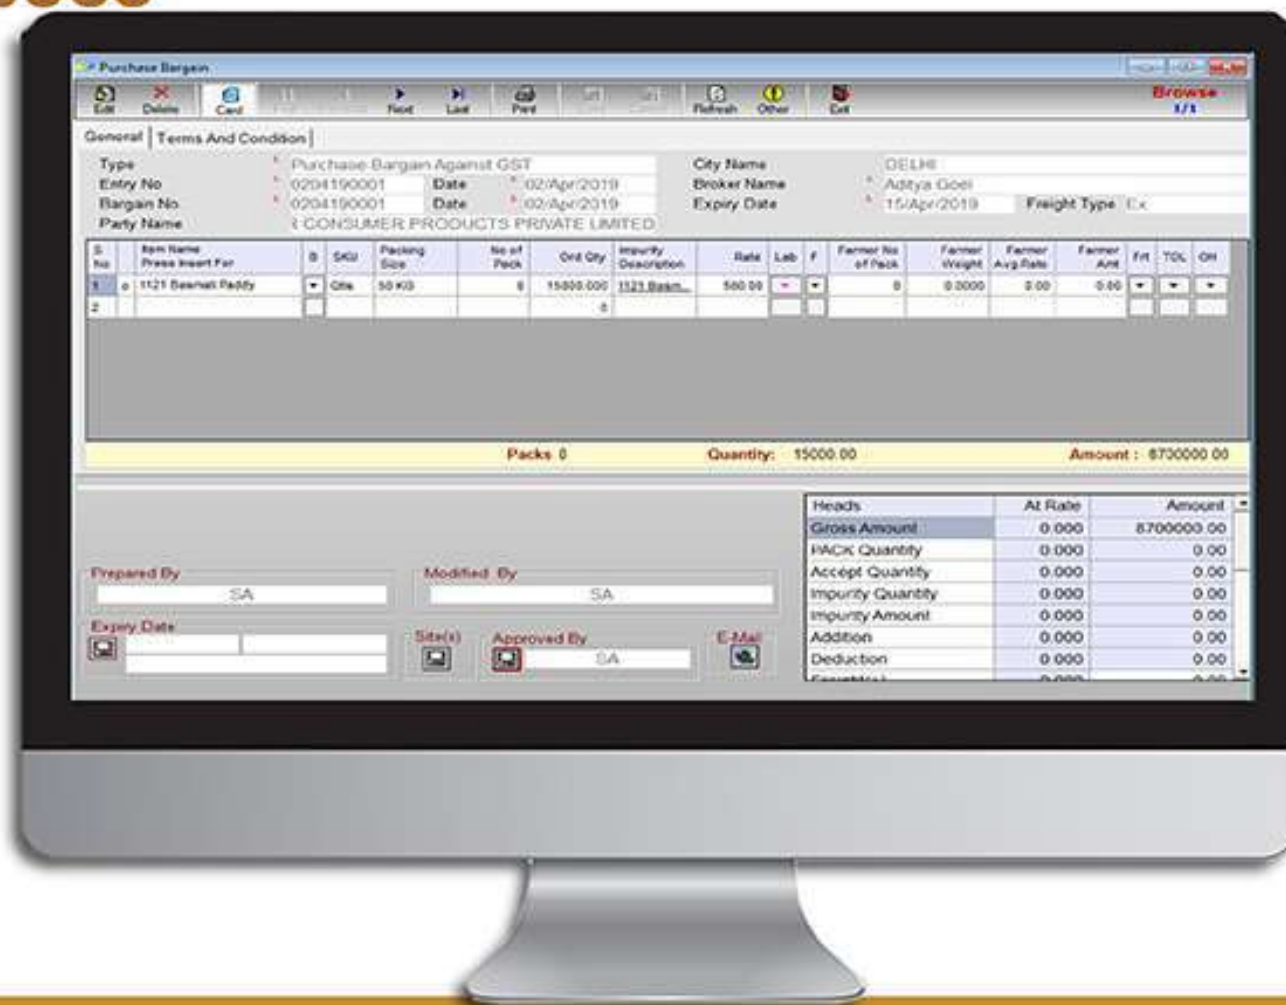 Purchase Bargain
Edit Delete Card Next Last Print Refresh Other Exit Browse
1/1
General Terms And Condition
Type * Purchase Bargain Against GST City Name DELHI
Entry No * 0204190001 Date * 02/Apr/2019 Broker Name * Aditya Goel
Bargain No. * 0204190001 Date * 02/Apr/2019 Expiry Date * 15/Apr/2019 Freight Type Ex
Party Name R CONSUMER PRODUCTS PRIVATE LIMITED
S No Item Name Press Insert For B SKU Packing Size No of Pack Ord Qty Impurity Description Rate Lab F Farmer No of Pack Farmer Weight Farmer Avg.Rate Farmer Amt Frt TOL OH
1 o 1121 Basmati Paddy Qtls 50 KG 0 15000.000 1121 Basm... 580.00 0 0.0000 0.00 0.00
2 0
Packs 0 Quantity: 15000.00 Amount : 8700000.00
Heads At Rate Amount
Gross Amount 0.000 8700000.00
PACK Quantity 0.000 0.00
Accept Quantity 0.000 0.00
Impurity Quantity 0.000 0.00
Impurity Amount 0.000 0.00
Addition 0.000 0.00
Deduction 0.000 0.00
0.000 0.00
Prepared By Modified By
SA SA
Expiry Date Site(s) Approved By E-Mail
SA